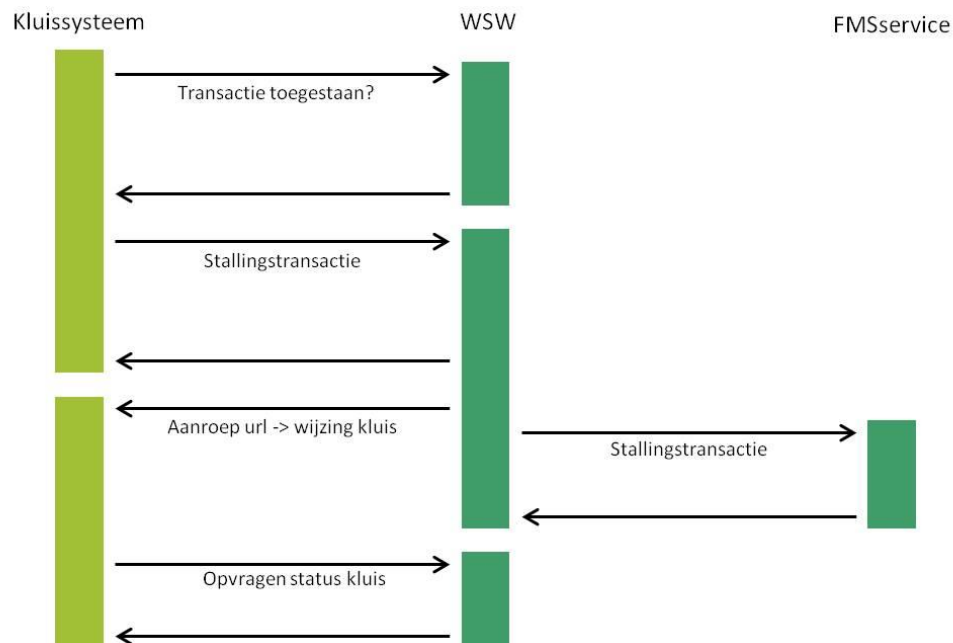 Kluissysteem
WSW
FMSservice
Transactie toegestaan?
Stallingstransactie
Aanroep url -> wijzing kluis
Stallingstransactie
Opvragen status kluis